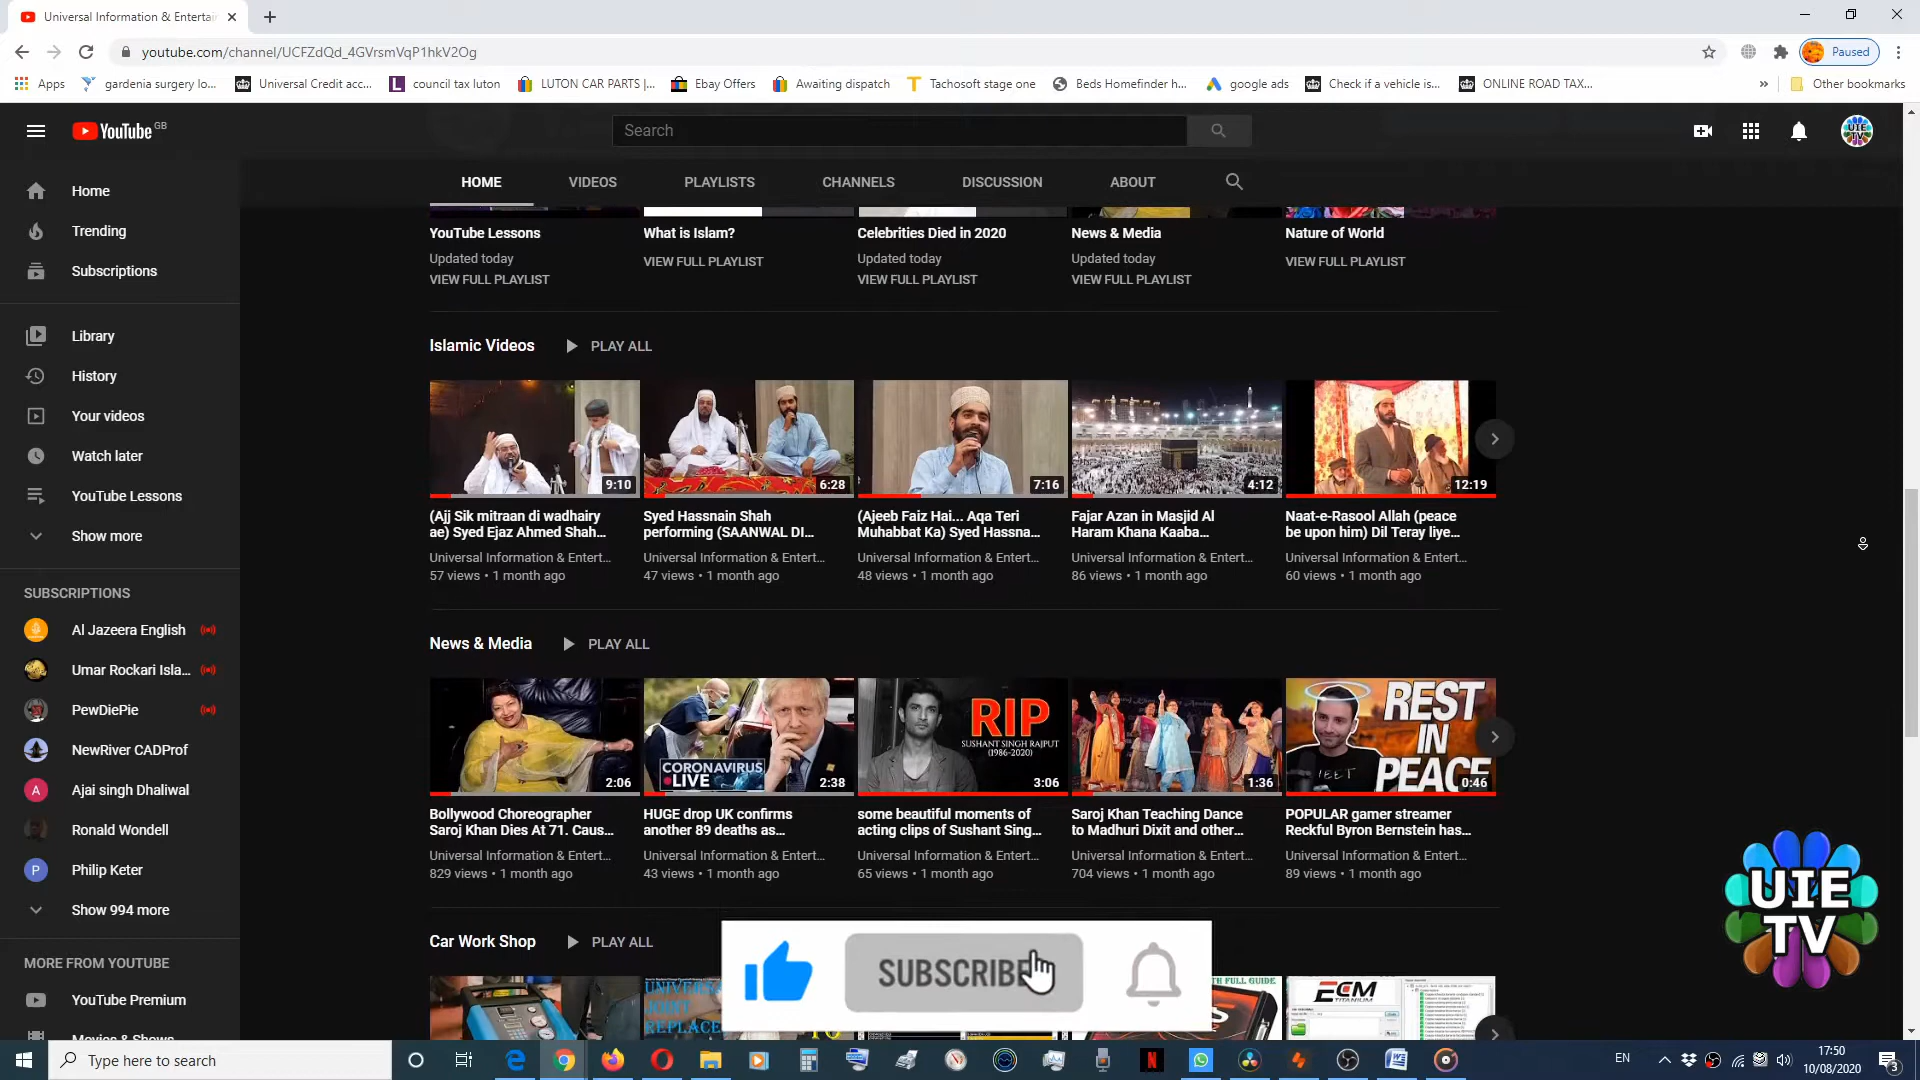 Universal Information & Entertai
youtube.com/channel/UCFZdQd_4GVrsmVqP1hkV2Og
Paused
Apps
gardenia surgery lo...
Universal Credit acc...
council tax luton
LUTON CAR PARTS |...
Ebay Offers
Awaiting dispatch
Tachosoft stage one
Beds Homefinder h...
google ads
Check if a vehicle is...
ONLINE ROAD TAX...
»
Other bookmarks
YouTube GB
Search
HOME
VIDEOS
PLAYLISTS
CHANNELS
DISCUSSION
ABOUT
Home
Trending
Subscriptions
Library
History
Your videos
Watch later
YouTube Lessons
Show more
SUBSCRIPTIONS
Al Jazeera English
Umar Rockari Isla...
PewDiePie
NewRiver CADProf
A
Ajai singh Dhaliwal
Ronald Wondell
P
Philip Keter
Show 994 more
MORE FROM YOUTUBE
YouTube Premium
Movies & Shows
YouTube Lessons
Updated today
VIEW FULL PLAYLIST
What is Islam?
VIEW FULL PLAYLIST
Celebrities Died in 2020
Updated today
VIEW FULL PLAYLIST
News & Media
Updated today
VIEW FULL PLAYLIST
Nature of World
VIEW FULL PLAYLIST
Islamic Videos
PLAY ALL
9:10
(Ajj Sik mitraan di wadhairy
ae) Syed Ejaz Ahmed Shah...
Universal Information & Entert...
57 views • 1 month ago
6:28
Syed Hassnain Shah
performing (SAANWAL DI...
Universal Information & Entert...
47 views • 1 month ago
7:16
(Ajeeb Faiz Hai... Aqa Teri
Muhabbat Ka) Syed Hassna...
Universal Information & Entert...
48 views • 1 month ago
4:12
Fajar Azan in Masjid Al
Haram Khana Kaaba...
Universal Information & Entert...
86 views • 1 month ago
12:19
Naat-e-Rasool Allah (peace
be upon him) Dil Teray liye...
Universal Information & Entert...
60 views • 1 month ago
News & Media
PLAY ALL
2:06
Bollywood Choreographer
Saroj Khan Dies At 71. Caus...
Universal Information & Entert...
829 views • 1 month ago
CORONAVIRUS
LIVE
2:38
HUGE drop UK confirms
another 89 deaths as...
Universal Information & Entert...
43 views • 1 month ago
RIP
SUSHANT SINGH RAJPUT
(1986-2020)
3:06
some beautiful moments of
acting clips of Sushant Sing...
Universal Information & Entert...
65 views • 1 month ago
1:36
Saroj Khan Teaching Dance
to Madhuri Dixit and other...
Universal Information & Entert...
704 views • 1 month ago
REST
IN
PEACE
0:46
POPULAR gamer streamer
Reckful Byron Bernstein has...
Universal Information & Entert...
89 views • 1 month ago
Car Work Shop
PLAY ALL
UNIVERSAL
JOINT
REPLACE
TH FULL GUIDE
ECM
TITANIUM
SUBSCRIBE
UIE
TV
Type here to search
EN
17:50
10/08/2020
3